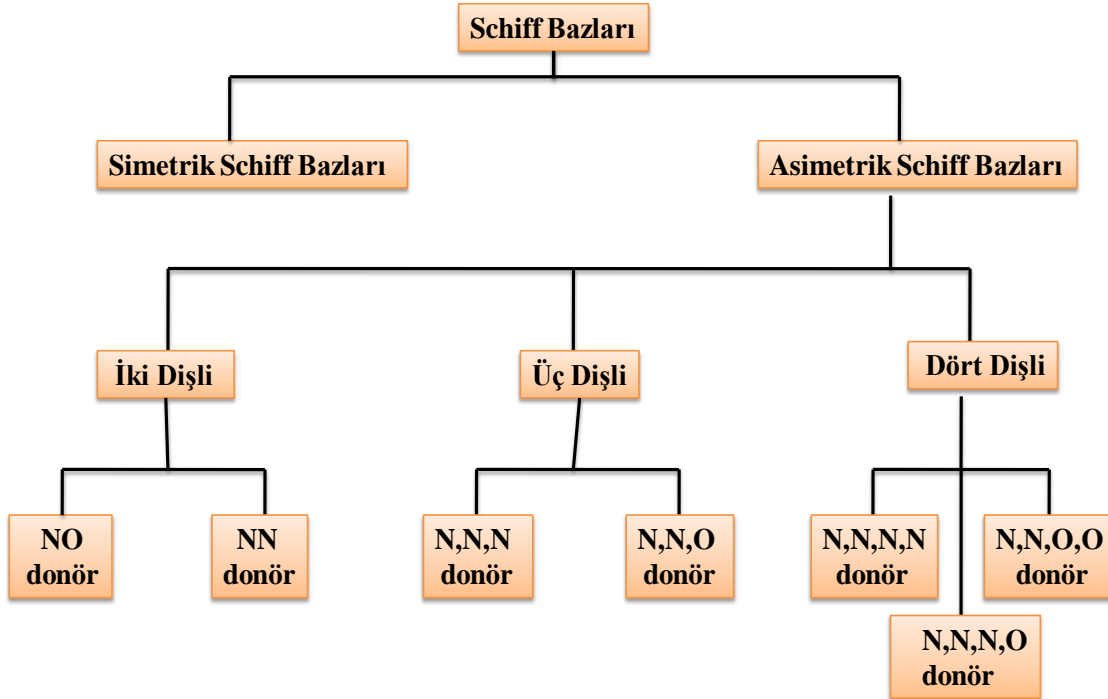 Schiff Bazları
Simetrik Schiff Bazları
Asimetrik Schiff Bazları
İki Dişli
Üç Dişli
Dört Dişli
NO
donör
NN
donör
N,N,N
donör
N,N,O
donör
N,N,N,N
donör
N,N,O,O
donör
N,N,N,O
donör